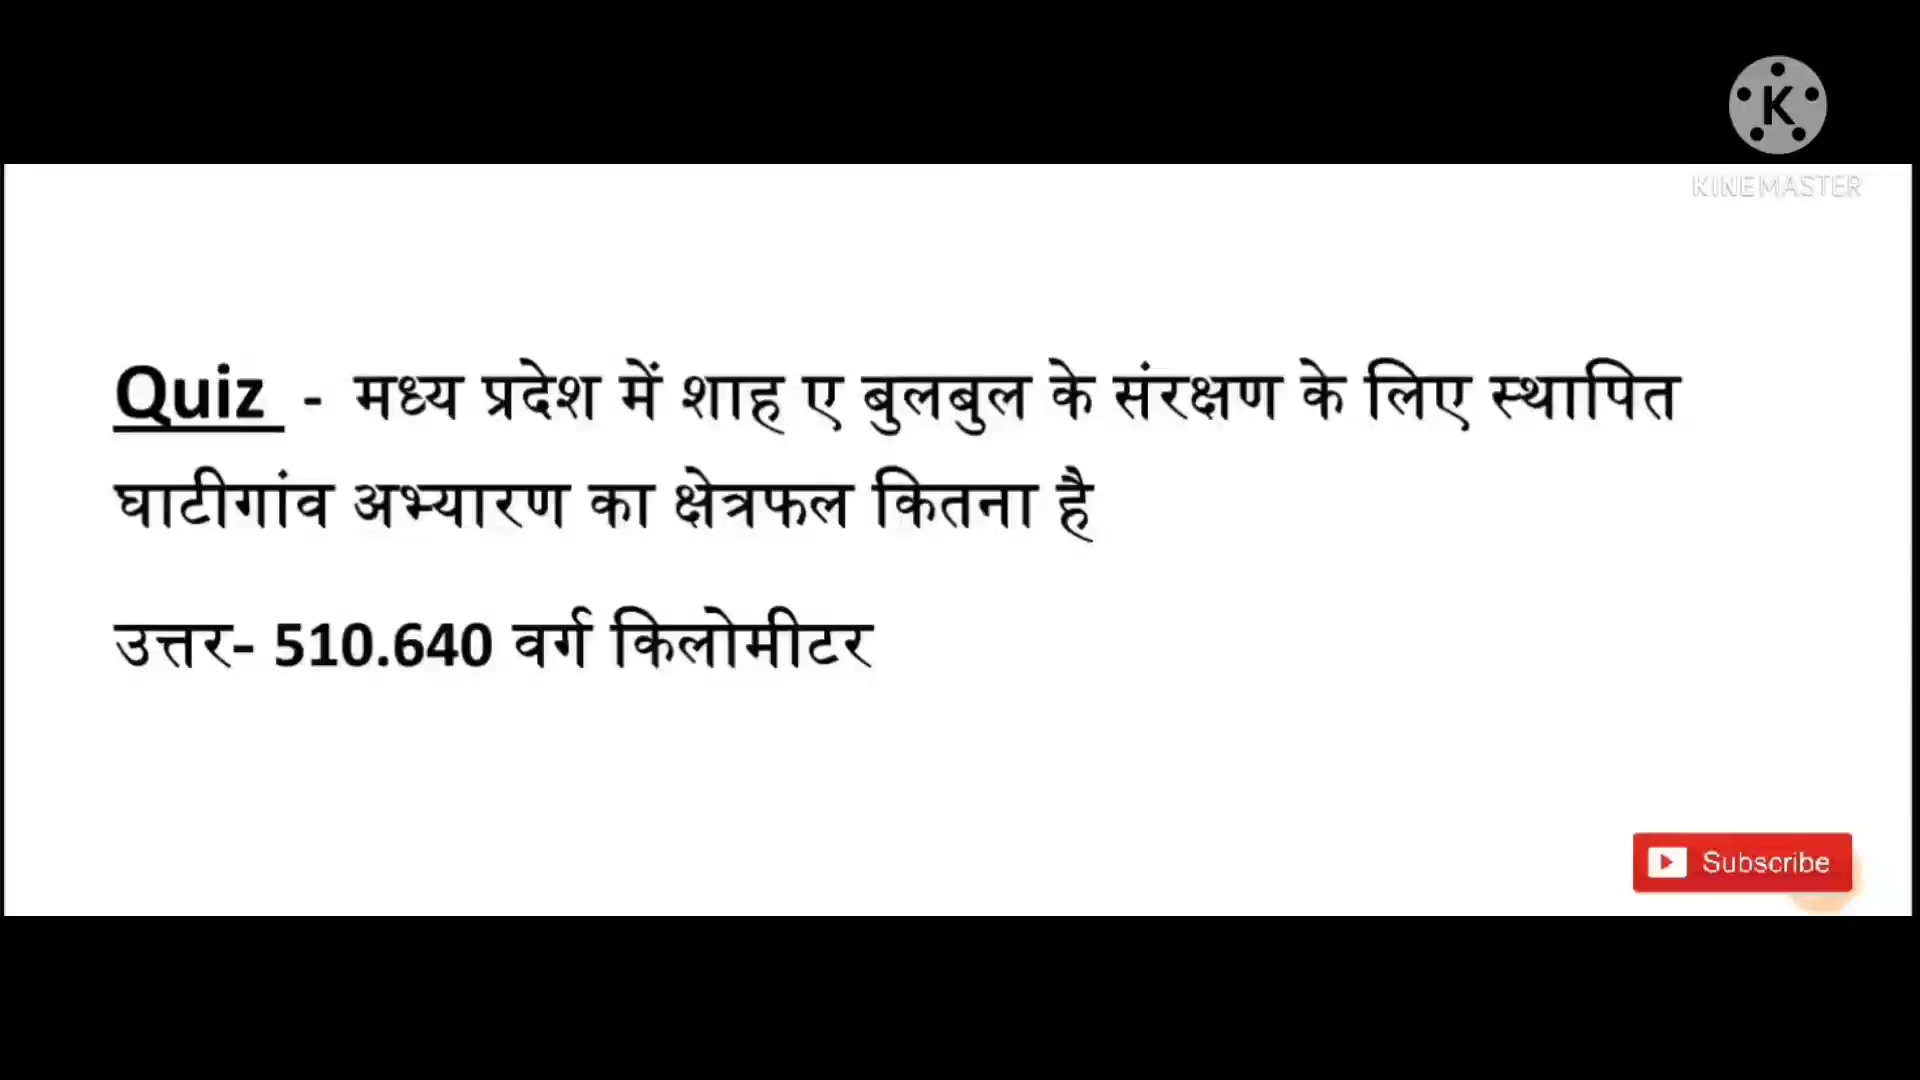 K
KINEMASTER
Quiz - मध्य प्रदेश में शाह ए बुलबुल के संरक्षण के लिए स्थापित
घाटीगांव अभ्यारण का क्षेत्रफल कितना है
उत्तर- 510.640 वर्ग किलोमीटर
Subscribe